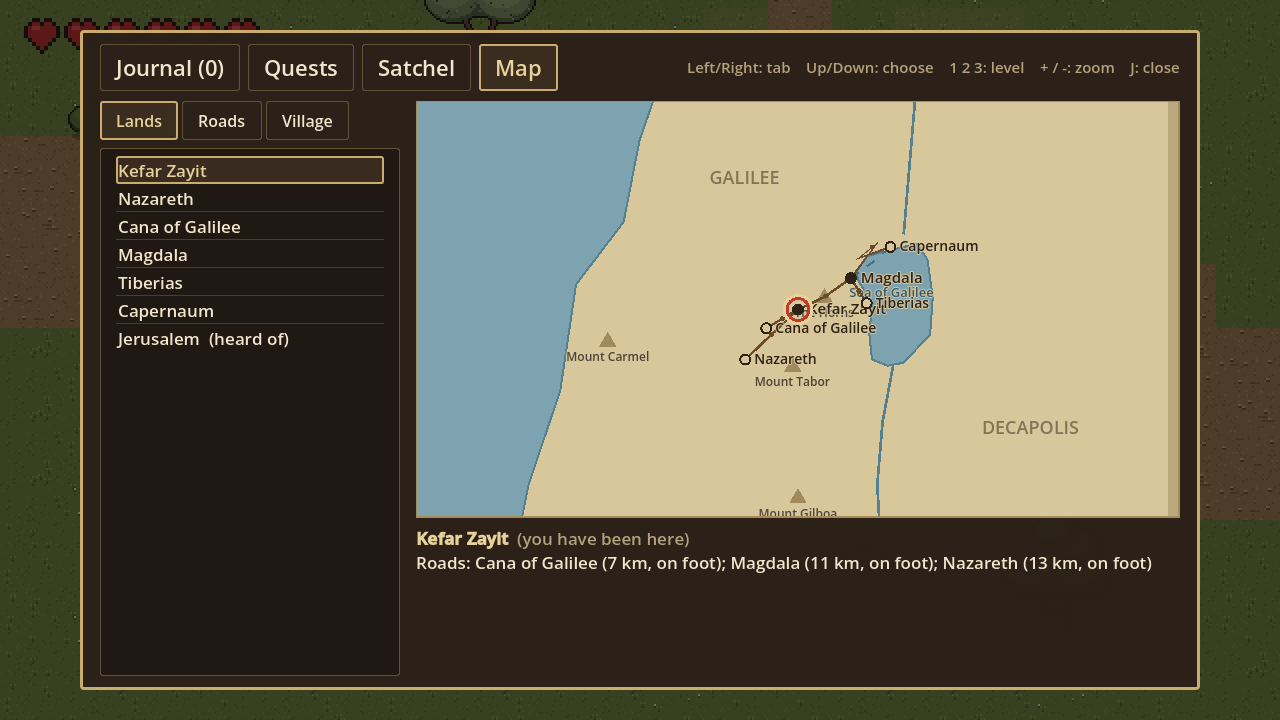 Journal (0) Quests Satchel Map Left/Right: tab Up/Down: choose 1 2 3: level + / -: zoom J: close
Lands Roads Village
Kefar Zayit
Nazareth
Cana of Galilee
Magdala
Tiberias
Capernaum
Jerusalem (heard of)
GALILEE
Capernaum
Magdala
Sea of Galilee
Tiberias
Kefar Zayit
Cana of Galilee
Mount Carmel
Nazareth
Mount Tabor
DECAPOLIS
Mount Gilboa
Kefar Zayit (you have been here)
Roads: Cana of Galilee (7 km, on foot); Magdala (11 km, on foot); Nazareth (13 km, on foot)